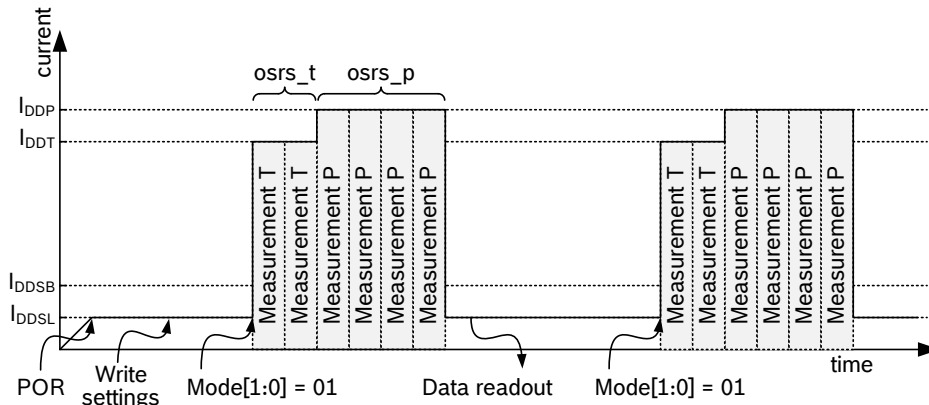 current
osrs_t osrs_p
IDDP
IDDT
Measurement T
Measurement T
Measurement P
Measurement P
Measurement P
Measurement P
Measurement T
Measurement T
Measurement P
Measurement P
Measurement P
Measurement P
IDDSB
IDDSL
time
POR
Write
settings
Mode[1:0] = 01
Data readout
Mode[1:0] = 01